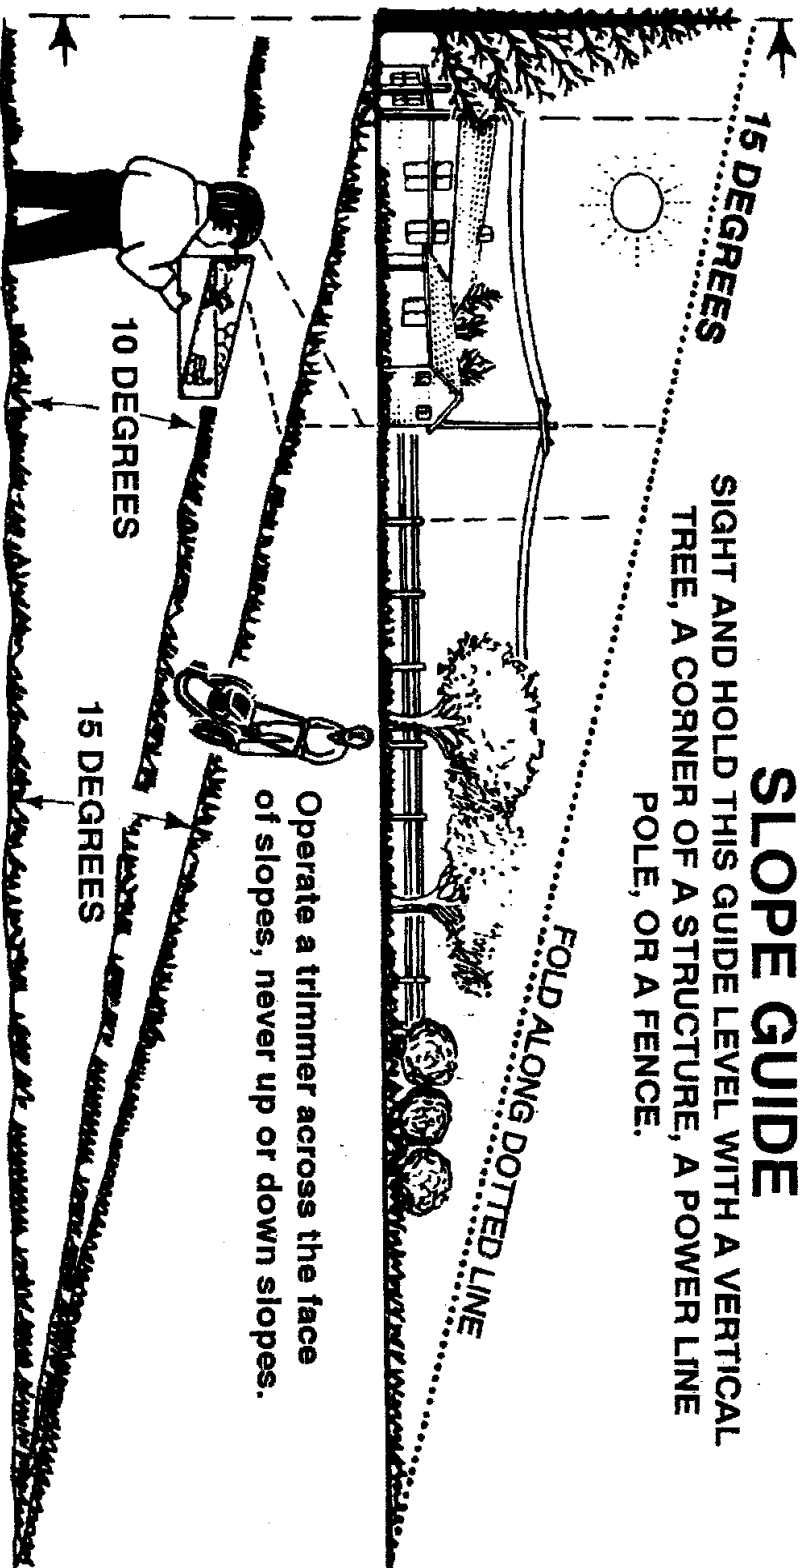 SLOPE GUIDE
SIGHT AND HOLD THIS GUIDE LEVEL WITH A VERTICAL
TREE, A CORNER OF A STRUCTURE, A POWER LINE
POLE, OR A FENCE.
15 DEGREES
FOLD ALONG DOTTED LINE
Operate a trimmer across the face
of slopes, never up or down slopes.
10 DEGREES
15 DEGREES